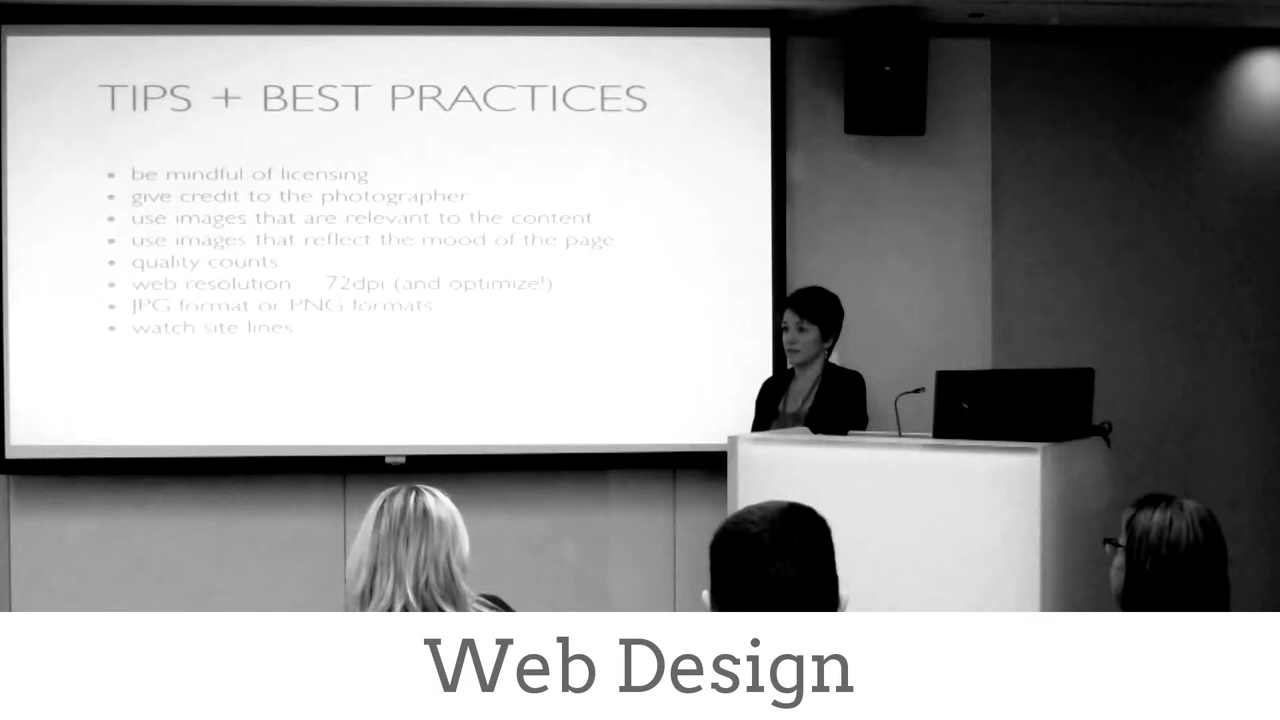 TIPS + BEST PRACTICES
• be mindful of licensing
• give credit to the photographer
• use images that are relevant to the content
• use images that reflect the mood of the page
• quality counts
• web resolution 72dpi (and optimize!)
• JPG format or PNG formats
• watch site lines
Web Design